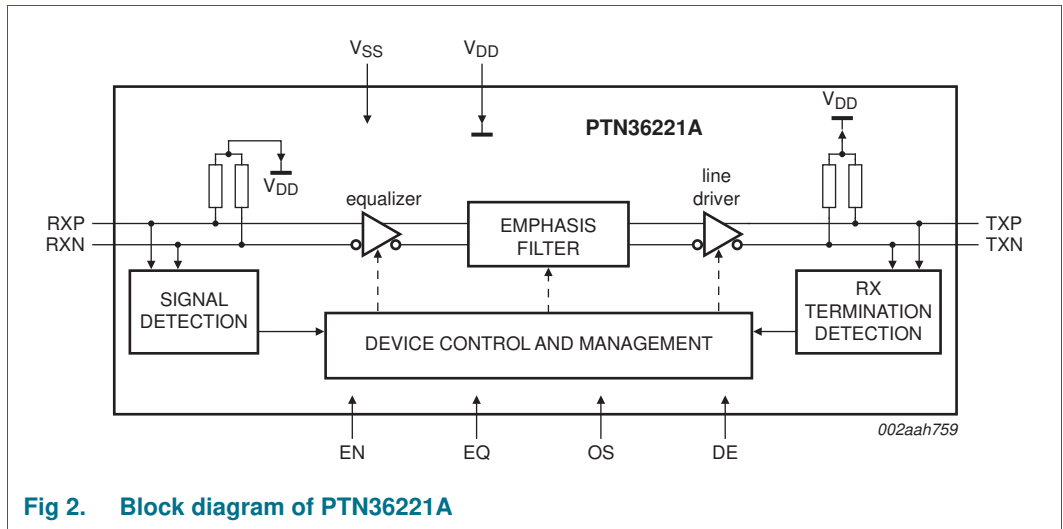 VSS
VDD
PTN36221A
VDD
VDD
equalizer
line
driver
RXP
RXN
EMPHASIS
FILTER
TXP
TXN
SIGNAL
DETECTION
RX
TERMINATION
DETECTION
DEVICE CONTROL AND MANAGEMENT
EN
EQ
OS
DE
002aah759
Fig 2. Block diagram of PTN36221A